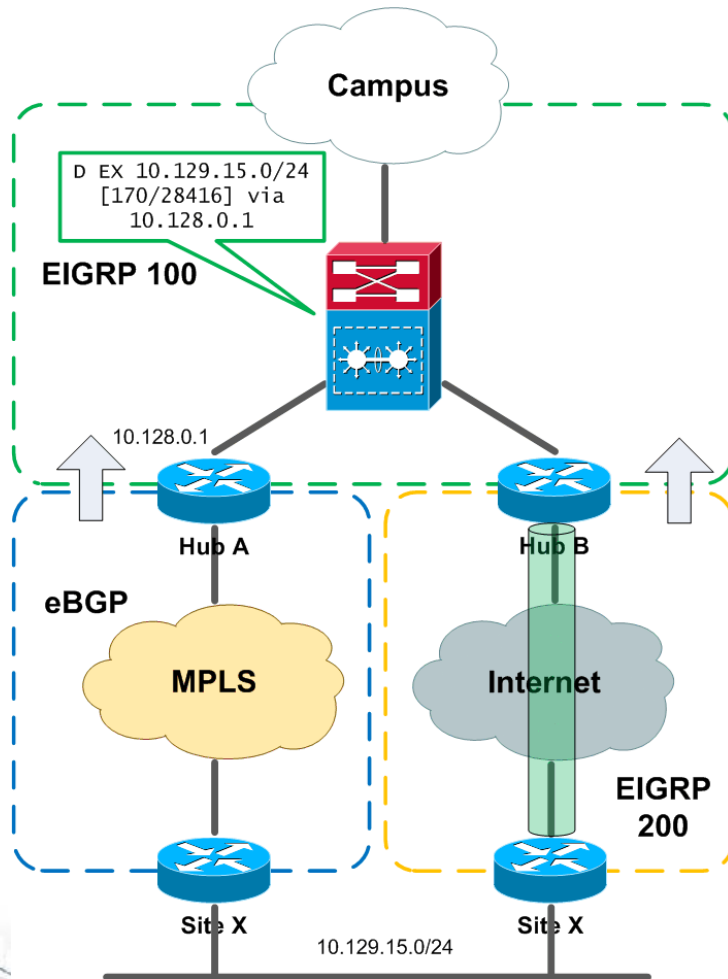 Campus
D EX 10.129.15.0/24
[170/28416] via
10.128.0.1
EIGRP 100
10.128.0.1
Hub A
Hub B
eBGP
MPLS
Internet
EIGRP
200
Site X
Site X
10.129.15.0/24